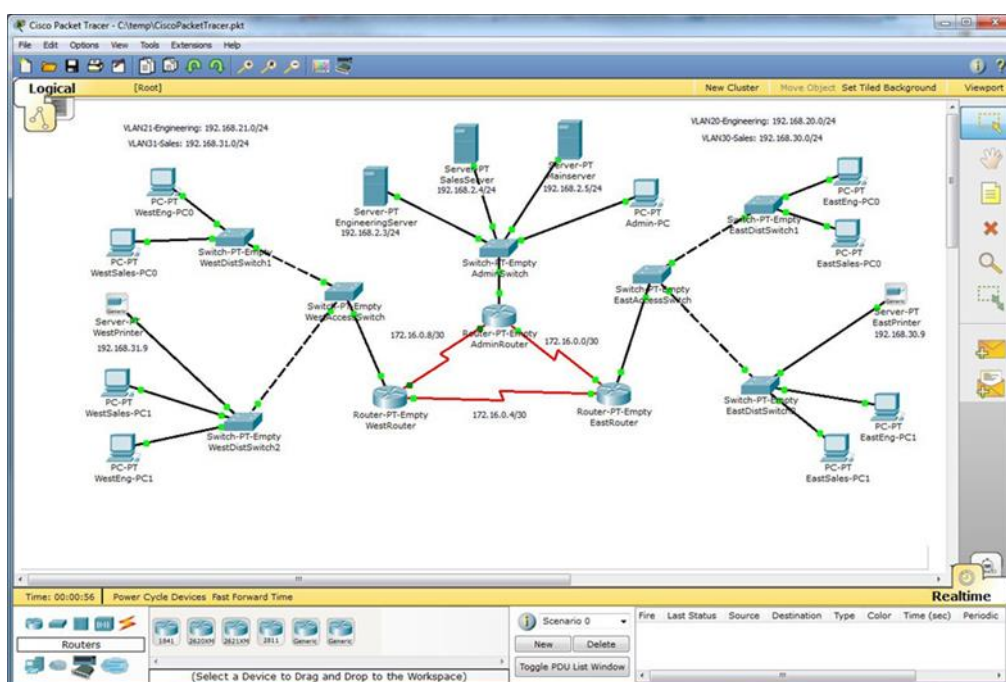 Cisco Packet Tracer - C:\temp\CiscoPacketTracer.pkt
File Edit Options View Tools Extensions Help
Logical [Root] New Cluster Move Object Set Tiled Background Viewport
VLAN21-Engineering: 192.168.21.0/24
VLAN31-Sales: 192.168.31.0/24
VLAN20-Engineering: 192.168.20.0/24
VLAN30-Sales: 192.168.30.0/24
Server-PT
SalesServer
192.168.2.4/24
Server-PT
Mainserver
192.168.2.5/24
PC-PT
WestEng-PC0
Server-PT
EngineeringServer
192.168.2.3/24
PC-PT
Admin-PC
PC-PT
EastEng-PC0
Switch-PT-Empty
EastDistSwitch1
PC-PT
WestSales-PC0
Switch-PT-Empty
WestDistSwitch1
Switch-PT-Empty
AdminSwitch
PC-PT
EastSales-PC0
Switch-PT-Empty
WestAccessSwitch
Switch-PT-Empty
EastAccessSwitch
Generic
Server-PT
WestPrinter
192.168.31.9
Generic
Server-PT
EastPrinter
192.168.30.9
172.16.0.8/30
Router-PT-Empty
AdminRouter
172.16.0.0/30
PC-PT
WestSales-PC1
Router-PT-Empty
WestRouter
172.16.0.4/30
Router-PT-Empty
EastRouter
Switch-PT-Empty
Switch-PT-Empty
WestDistSwitch2
PC-PT
EastEng-PC1
PC-PT
WestEng-PC1
PC-PT
EastSales-PC1
Time: 00:00:56 Power Cycle Devices Fast Forward Time Realtime
Routers
1841 2620XM 2621XM 2811 Generic Generic
(Select a Device to Drag and Drop to the Workspace)
Scenario 0
New Delete
Toggle PDU List Window
Fire Last Status Source Destination Type Color Time (sec) Periodic